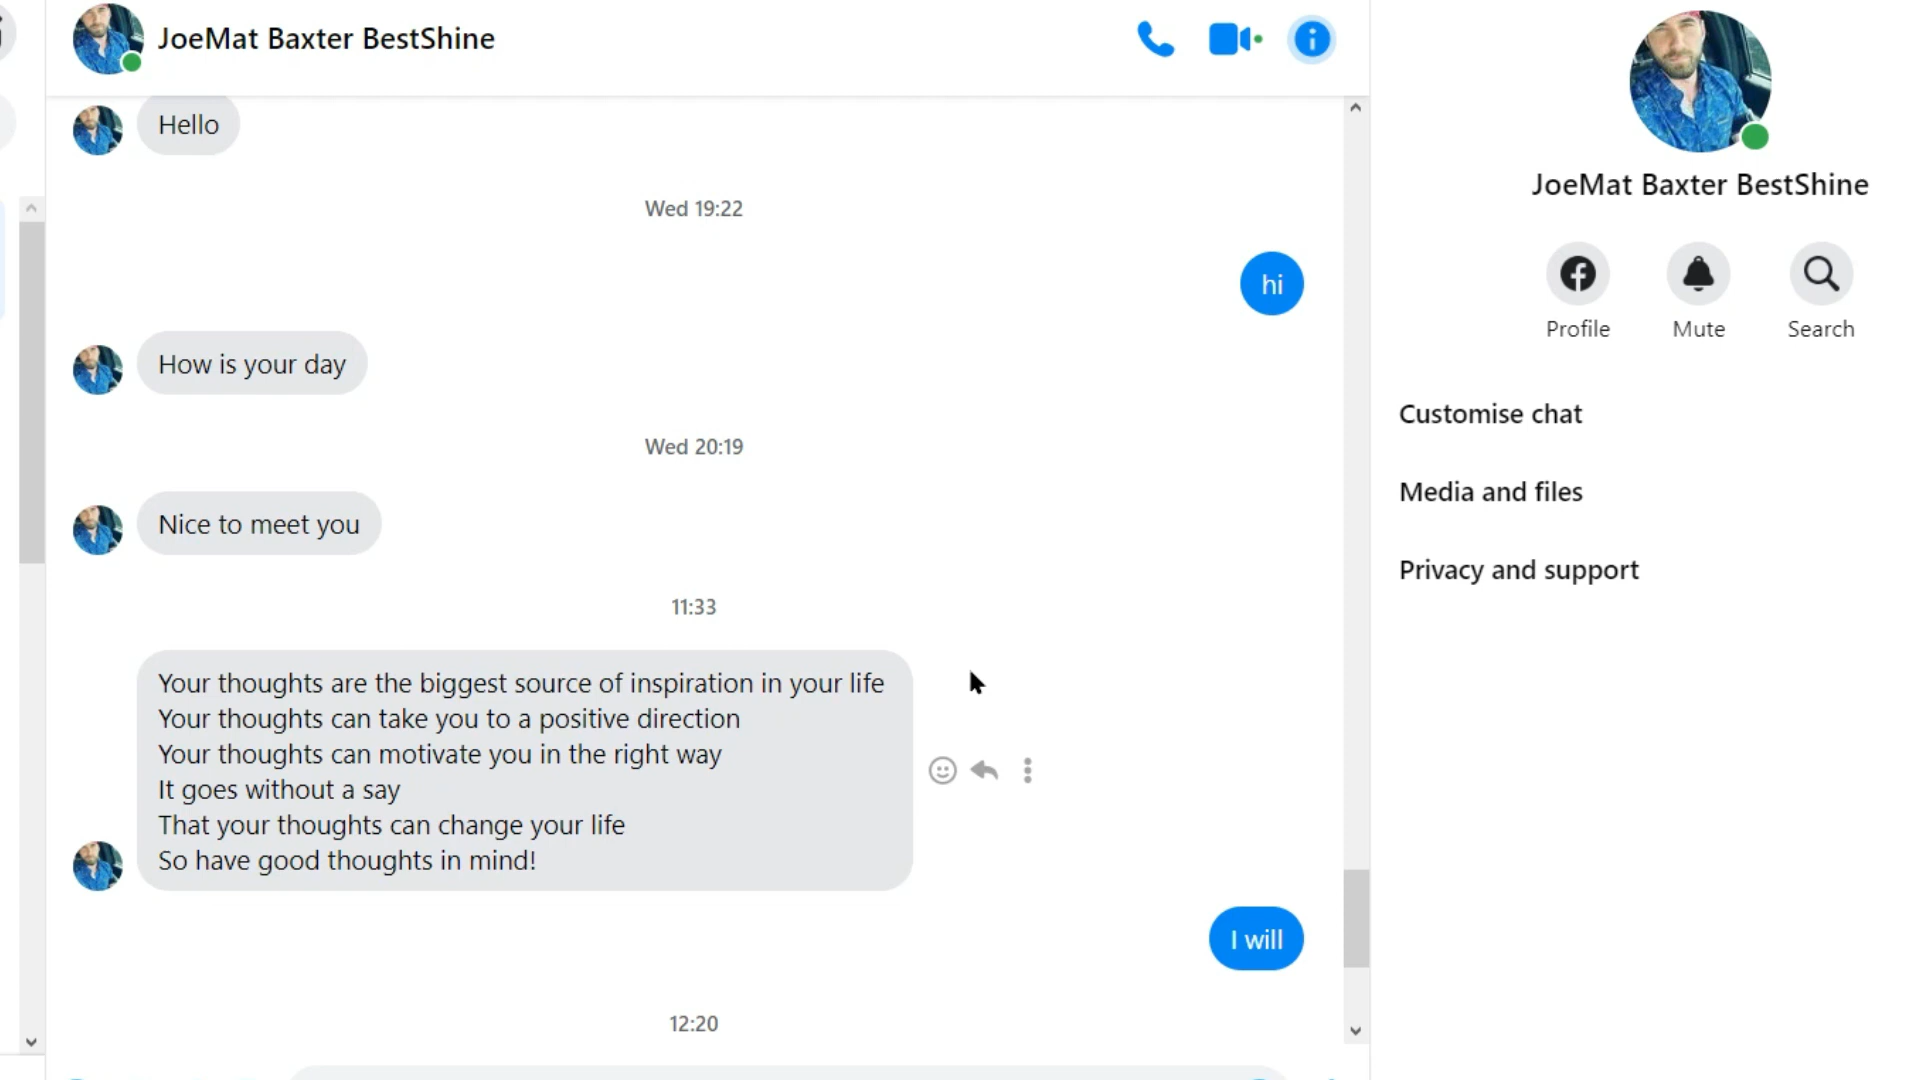 JoeMat Baxter BestShine
Hello
Wed 19:22
hi
How is your day
Wed 20:19
Nice to meet you
11:33
Your thoughts are the biggest source of inspiration in your life
Your thoughts can take you to a positive direction
Your thoughts can motivate you in the right way
It goes without a say
That your thoughts can change your life
So have good thoughts in mind!
I will
12:20
JoeMat Baxter BestShine
Profile
Mute
Search
Customise chat
Media and files
Privacy and support